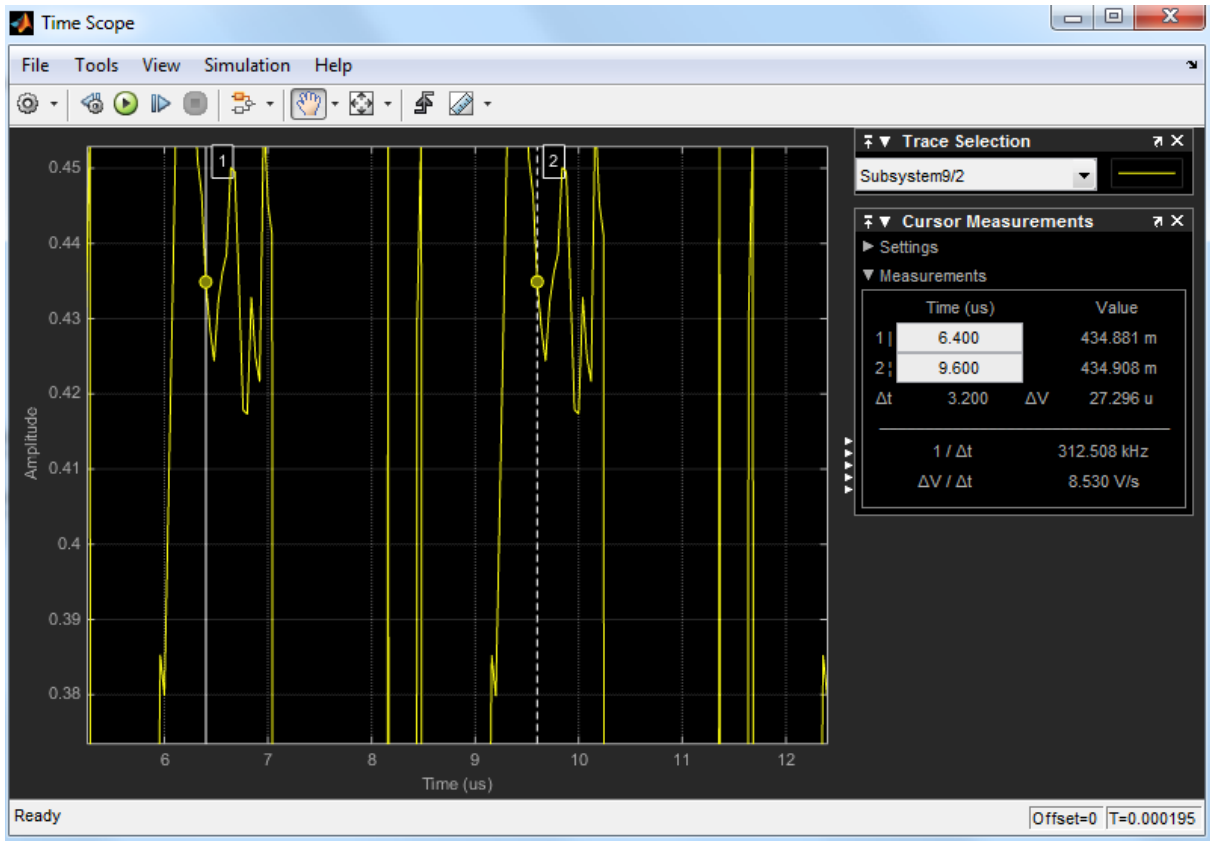 Time Scope
File Tools View Simulation Help
Trace Selection
Subsystem9/2
Cursor Measurements
Settings
Measurements
Time (us) Value
1 | 6.400 434.881 m
2 ¦ 9.600 434.908 m
Δt 3.200 ΔV 27.296 u
1 / Δt 312.508 kHz
ΔV / Δt 8.530 V/s
1 2
0.45
0.44
0.43
0.42
0.41
0.4
0.39
0.38
Amplitude
6 7 8 9 10 11 12
Time (us)
Ready Offset=0 T=0.000195